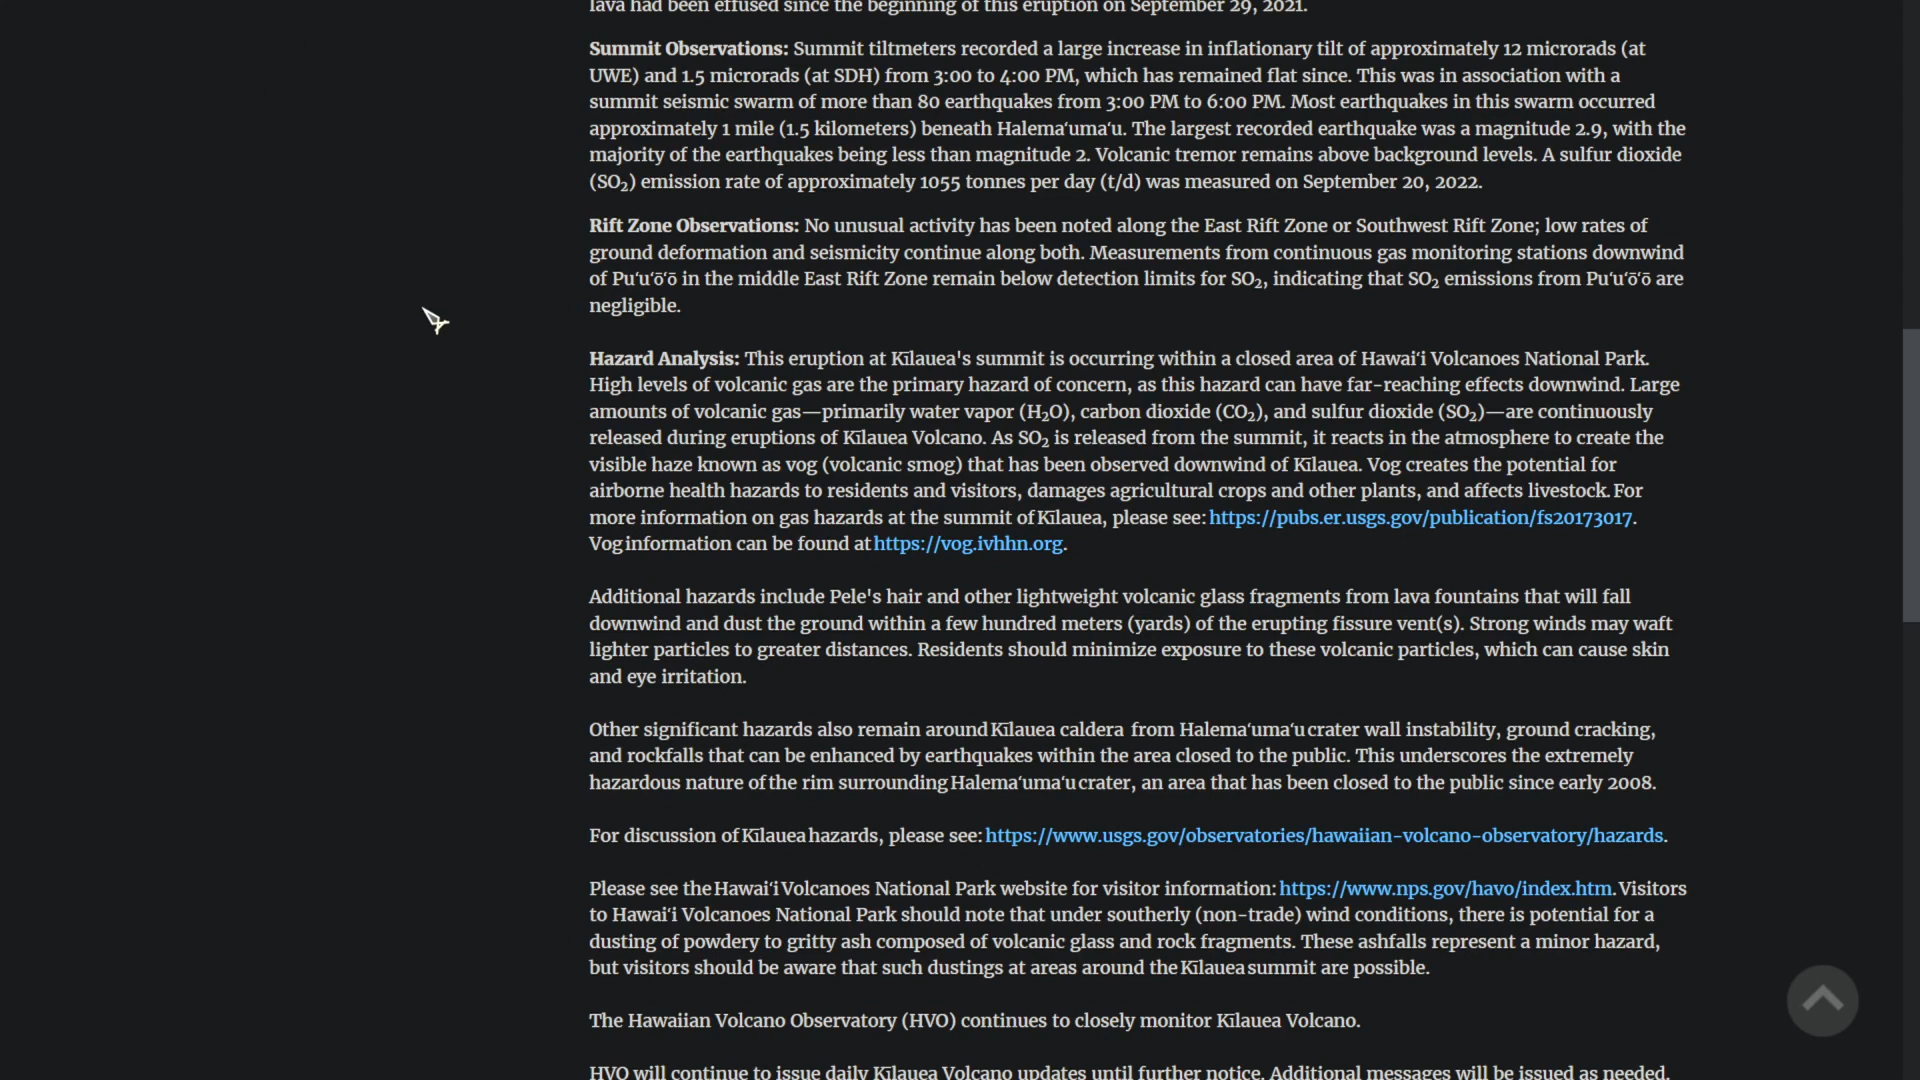 lava had been effused since the beginning of this eruption on September 29, 2021.
Summit Observations: Summit tiltmeters recorded a large increase in inflationary tilt of approximately 12 microrads (at
UWE) and 1.5 microrads (at SDH) from 3:00 to 4:00 PM, which has remained flat since. This was in association with a
summit seismic swarm of more than 80 earthquakes from 3:00 PM to 6:00 PM. Most earthquakes in this swarm occurred
approximately 1 mile (1.5 kilometers) beneath Halemaʻumaʻu. The largest recorded earthquake was a magnitude 2.9, with the
majority of the earthquakes being less than magnitude 2. Volcanic tremor remains above background levels. A sulfur dioxide
(SO₂) emission rate of approximately 1055 tonnes per day (t/d) was measured on September 20, 2022.
Rift Zone Observations: No unusual activity has been noted along the East Rift Zone or Southwest Rift Zone; low rates of
ground deformation and seismicity continue along both. Measurements from continuous gas monitoring stations downwind
of Puʻuʻōʻō in the middle East Rift Zone remain below detection limits for SO₂, indicating that SO₂ emissions from Puʻuʻōʻō are
negligible.
Hazard Analysis: This eruption at Kīlauea's summit is occurring within a closed area of Hawaiʻi Volcanoes National Park.
High levels of volcanic gas are the primary hazard of concern, as this hazard can have far-reaching effects downwind. Large
amounts of volcanic gas—primarily water vapor (H₂O), carbon dioxide (CO₂), and sulfur dioxide (SO₂)—are continuously
released during eruptions of Kīlauea Volcano. As SO₂ is released from the summit, it reacts in the atmosphere to create the
visible haze known as vog (volcanic smog) that has been observed downwind of Kīlauea. Vog creates the potential for
airborne health hazards to residents and visitors, damages agricultural crops and other plants, and affects livestock. For
more information on gas hazards at the summit of Kīlauea, please see: https://pubs.er.usgs.gov/publication/fs20173017.
Vog information can be found at https://vog.ivhhn.org.
Additional hazards include Pele's hair and other lightweight volcanic glass fragments from lava fountains that will fall
downwind and dust the ground within a few hundred meters (yards) of the erupting fissure vent(s). Strong winds may waft
lighter particles to greater distances. Residents should minimize exposure to these volcanic particles, which can cause skin
and eye irritation.
Other significant hazards also remain around Kīlauea caldera from Halemaʻumaʻu crater wall instability, ground cracking,
and rockfalls that can be enhanced by earthquakes within the area closed to the public. This underscores the extremely
hazardous nature of the rim surrounding Halemaʻumaʻu crater, an area that has been closed to the public since early 2008.
For discussion of Kīlauea hazards, please see: https://www.usgs.gov/observatories/hawaiian-volcano-observatory/hazards.
Please see the Hawaiʻi Volcanoes National Park website for visitor information: https://www.nps.gov/havo/index.htm. Visitors
to Hawaiʻi Volcanoes National Park should note that under southerly (non-trade) wind conditions, there is potential for a
dusting of powdery to gritty ash composed of volcanic glass and rock fragments. These ashfalls represent a minor hazard,
but visitors should be aware that such dustings at areas around the Kīlauea summit are possible.
The Hawaiian Volcano Observatory (HVO) continues to closely monitor Kīlauea Volcano.
HVO will continue to issue daily Kīlauea Volcano updates until further notice. Additional messages will be issued as needed.